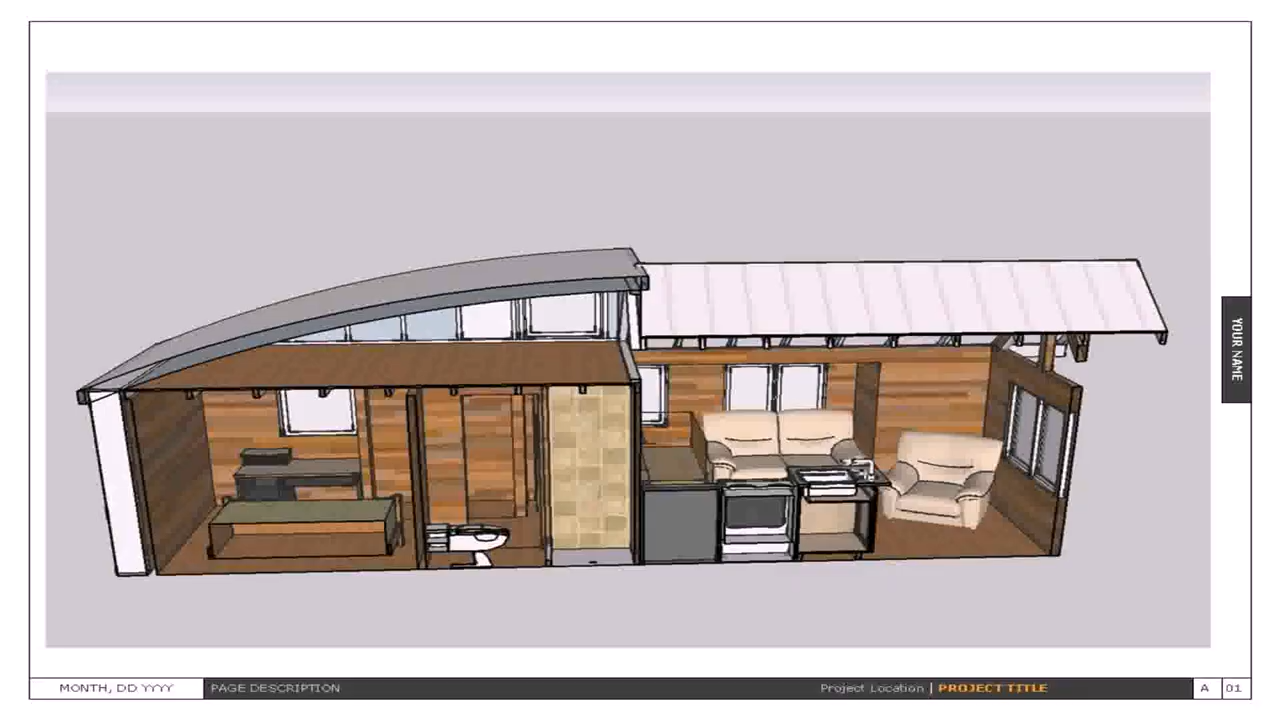 YOUR NAME
MONTH, DD YYYY
PAGE DESCRIPTION
Project Location | PROJECT TITLE
A 01